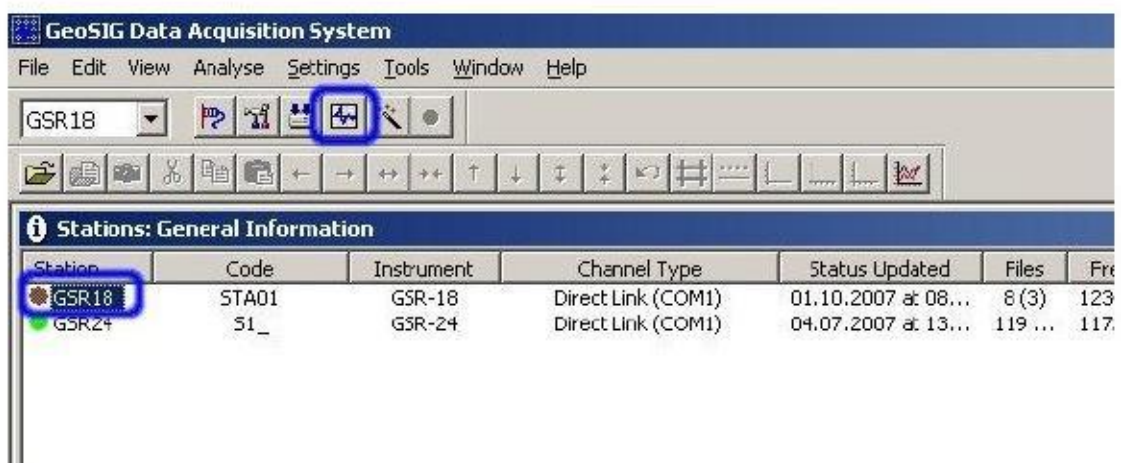 GeoSIG Data Acquisition System
File Edit View Analyse Settings Tools Window Help
GSR18
Stations: General Information
Station Code Instrument Channel Type Status Updated Files Fre
GSR18 STA01 GSR-18 Direct Link (COM1) 01.10.2007 at 08... 8 (3) 123
GSR24 S1_ GSR-24 Direct Link (COM1) 04.07.2007 at 13... 119 ... 117